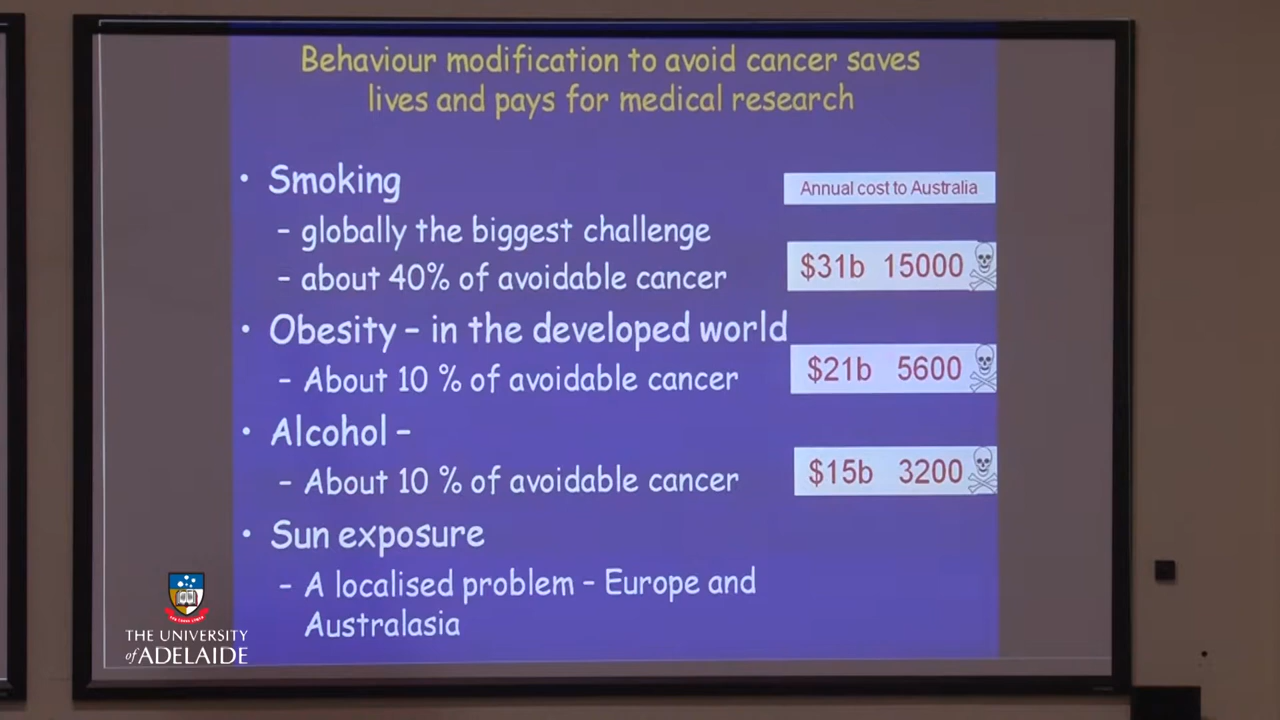 Behaviour modification to avoid cancer saves
lives and pays for medical research
• Smoking
Annual cost to Australia
– globally the biggest challenge
– about 40% of avoidable cancer
$31b 15000
• Obesity – in the developed world
– About 10 % of avoidable cancer
$21b 5600
• Alcohol –
– About 10 % of avoidable cancer
$15b 3200
• Sun exposure
– A localised problem – Europe and
Australasia
THE UNIVERSITY
of ADELAIDE